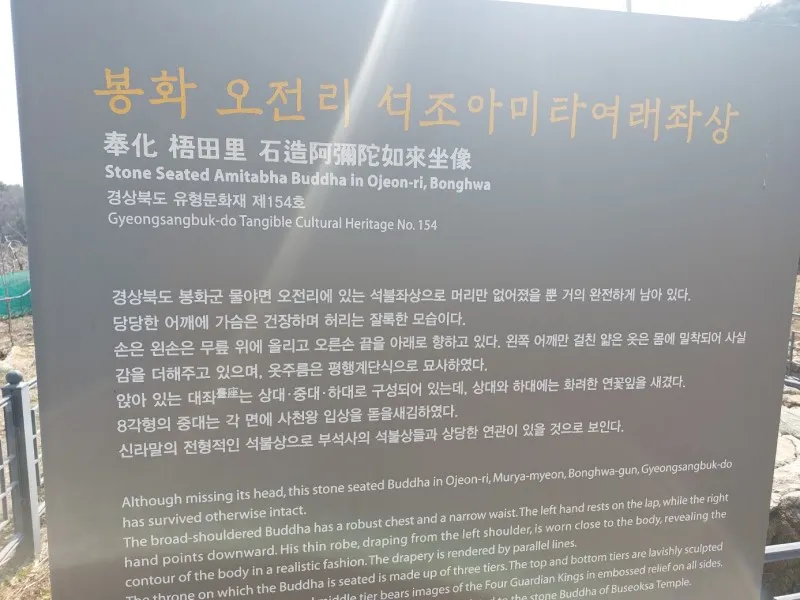 봉화 오전리 석조아미타여래좌상
奉化 梧田里 石造阿彌陀如來坐像
Stone Seated Amitabha Buddha in Ojeon-ri, Bonghwa
경상북도 유형문화재 제154호
Gyeongsangbuk-do Tangible Cultural Heritage No. 154
경상북도 봉화군 물야면 오전리에 있는 석불좌상으로 머리만 없어졌을 뿐 거의 완전하게 남아 있다.
당당한 어깨에 가슴은 건장하며 허리는 잘록한 모습이다.
손은 왼손은 무릎 위에 올리고 오른손 끝을 아래로 향하고 있다. 왼쪽 어깨만 걸친 얇은 옷은 몸에 밀착되어 사실
감을 더해주고 있으며, 옷주름은 평행계단식으로 묘사하였다.
앉아 있는 대좌臺座는 상대·중대·하대로 구성되어 있는데, 상대와 하대에는 화려한 연꽃잎을 새겼다.
8각형의 중대는 각 면에 사천왕 입상을 돋을새김하였다.
신라말의 전형적인 석불상으로 부석사의 석불상들과 상당한 연관이 있을 것으로 보인다.
Although missing its head, this stone seated Buddha in Ojeon-ri, Murya-myeon, Bonghwa-gun, Gyeongsangbuk-do
has survived otherwise intact.
The broad-shouldered Buddha has a robust chest and a narrow waist. The left hand rests on the lap, while the right
hand points downward. His thin robe, draping from the left shoulder, is worn close to the body, revealing the
contour of the body in a realistic fashion. The drapery is rendered by parallel lines.
The throne on which the Buddha is seated is made up of three tiers. The top and bottom tiers are lavishly sculpted
middle tier bears images of the Four Guardian Kings in embossed relief on all sides.
to the stone Buddha of Buseoksa Temple.